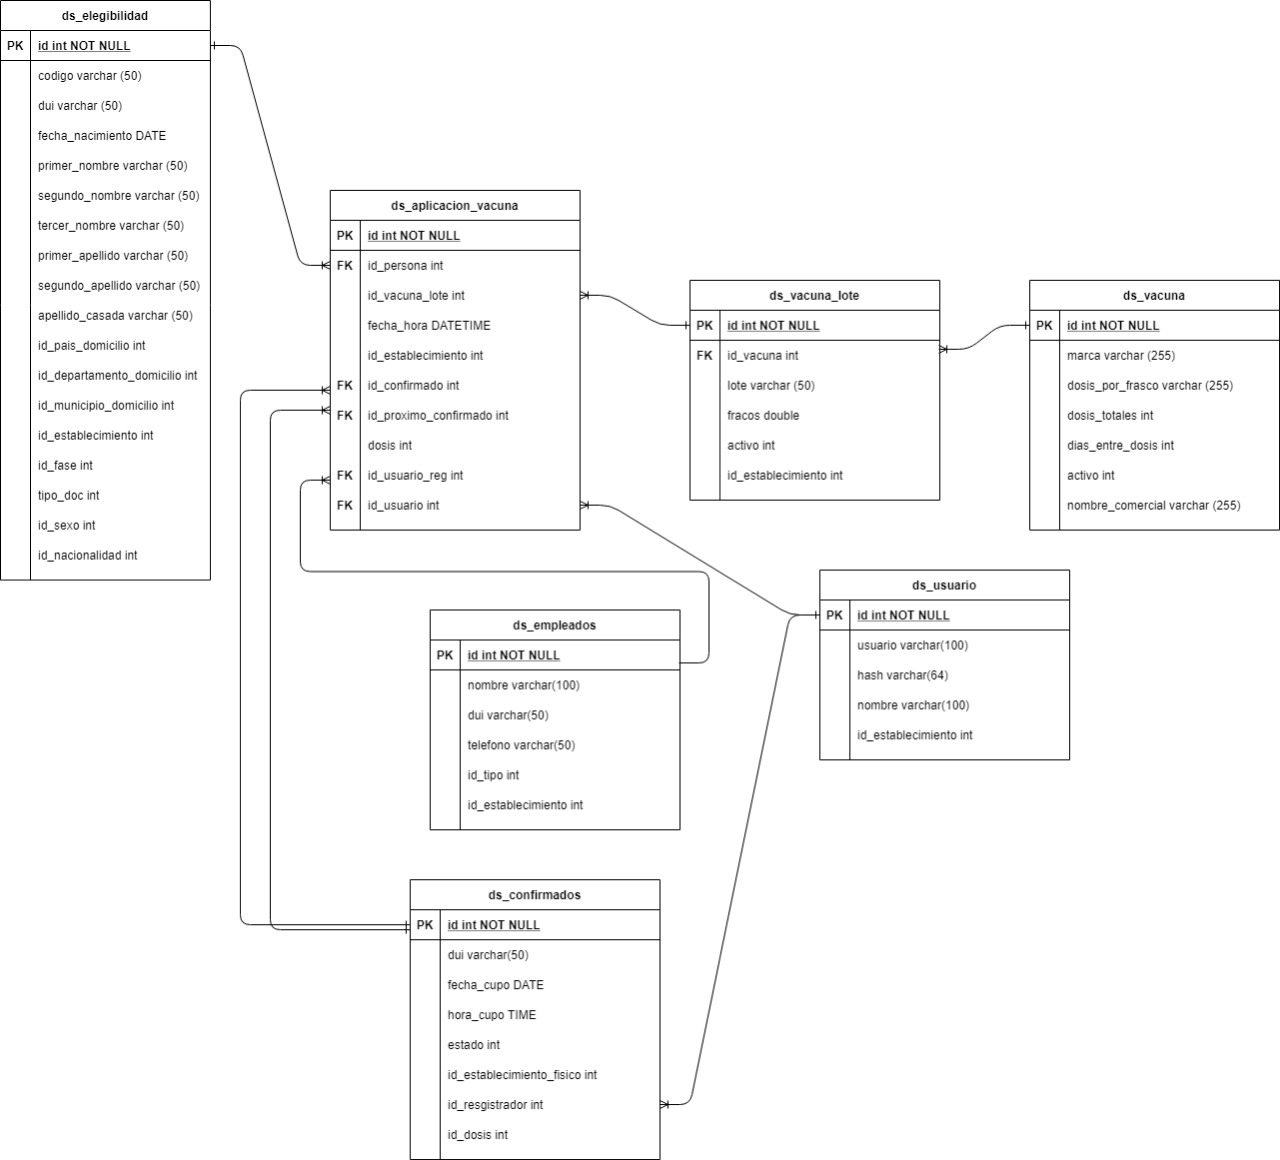 ds_elegibilidad
PK id int NOT NULL
codigo varchar (50)
dui varchar (50)
fecha_nacimiento DATE
primer_nombre varchar (50)
segundo_nombre varchar (50)
tercer_nombre varchar (50)
primer_apellido varchar (50)
segundo_apellido varchar (50)
apellido_casada varchar (50)
id_pais_domicilio int
id_departamento_domicilio int
id_municipio_domicilio int
id_establecimiento int
id_fase int
tipo_doc int
id_sexo int
id_nacionalidad int
ds_aplicacion_vacuna
PK id int NOT NULL
FK id_persona int
id_vacuna_lote int
fecha_hora DATETIME
id_establecimiento int
FK id_confirmado int
FK id_proximo_confirmado int
dosis int
FK id_usuario_reg int
FK id_usuario int
ds_vacuna_lote
PK id int NOT NULL
FK id_vacuna int
lote varchar (50)
fracos double
activo int
id_establecimiento int
ds_vacuna
PK id int NOT NULL
marca varchar (255)
dosis_por_frasco varchar (255)
dosis_totales int
dias_entre_dosis int
activo int
nombre_comercial varchar (255)
ds_usuario
PK id int NOT NULL
usuario varchar(100)
hash varchar(64)
nombre varchar(100)
id_establecimiento int
ds_empleados
PK id int NOT NULL
nombre varchar(100)
dui varchar(50)
telefono varchar(50)
id_tipo int
id_establecimiento int
ds_confirmados
PK id int NOT NULL
dui varchar(50)
fecha_cupo DATE
hora_cupo TIME
estado int
id_establecimiento_fisico int
id_resgistrador int
id_dosis int